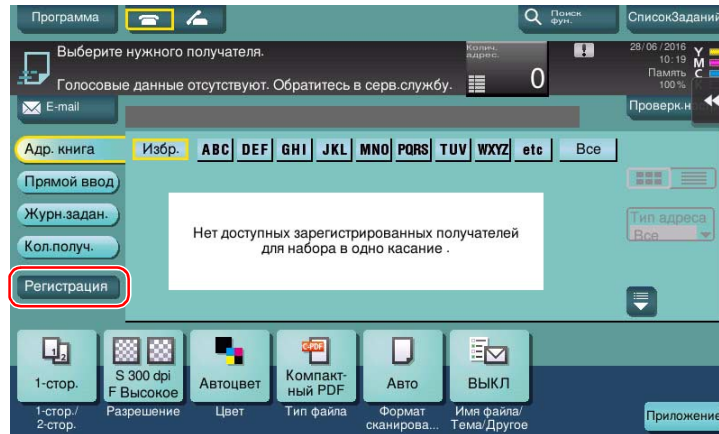 Программа
Поиск
фун.
СписокЗаданий
Выберите нужного получателя.
Голосовые данные отсутствуют. Обратитесь в серв.службу.
Колич.
адрес.
0
28/06/2016
10:19
Память
100 %
Y
M
C
K
E-mail
Проверк.н
Адр. книга
Избр. ABC DEF GHI JKL MNO PQRS TUV WXYZ etc Все
Прямой ввод
Журн.задан.
Кол.получ.
Регистрация
Нет доступных зарегистрированных получателей
для набора в одно касание .
Тип адреса
Все
1-стор.
S 300 dpi
F Высокое
Автоцвет
C-PDF
Компакт-
ный PDF
Авто
ВЫКЛ
1-стор./
2-стор.
Разрешение
Цвет
Тип файла
Формат
сканирова...
Имя файла/
Тема/Другое
Приложение